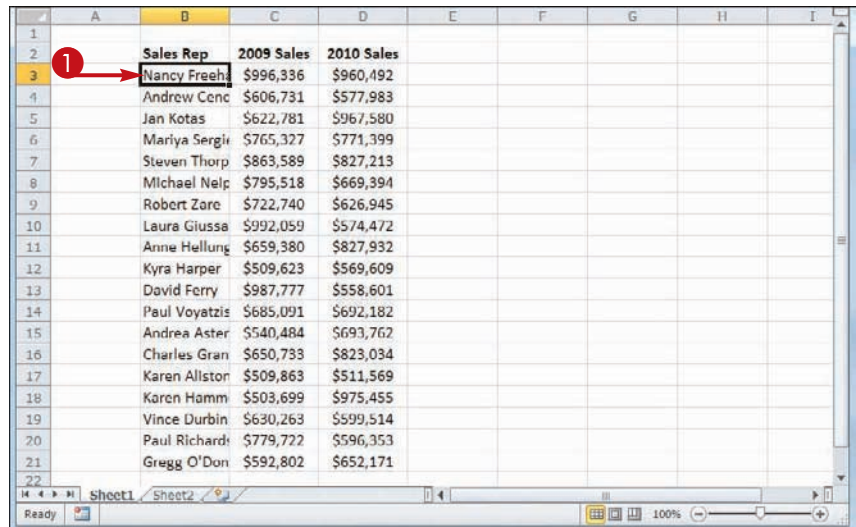 A B C D E F G H I
1
2 Sales Rep 2009 Sales 2010 Sales
1
3 Nancy Freeha $996,336 $960,492
4 Andrew Cenc $606,731 $577,983
5 Jan Kotas $622,781 $967,580
6 Mariya Sergie $765,327 $771,399
7 Steven Thorp $863,589 $827,213
8 Michael Neip $795,518 $669,394
9 Robert Zare $722,740 $626,945
10 Laura Giussa $992,059 $574,472
11 Anne Hellung $659,380 $827,932
12 Kyra Harper $509,623 $569,609
13 David Ferry $987,777 $558,601
14 Paul Voyatzis $685,091 $692,182
15 Andrea Aster $540,484 $693,762
16 Charles Gran $650,733 $823,034
17 Karen Aliston $509,863 $511,569
18 Karen Hamm $503,699 $975,455
19 Vince Durbin $630,263 $599,514
20 Paul Richards $779,722 $596,353
21 Gregg O'Don $592,802 $652,171
22
Sheet1 Sheet2
Ready 100%